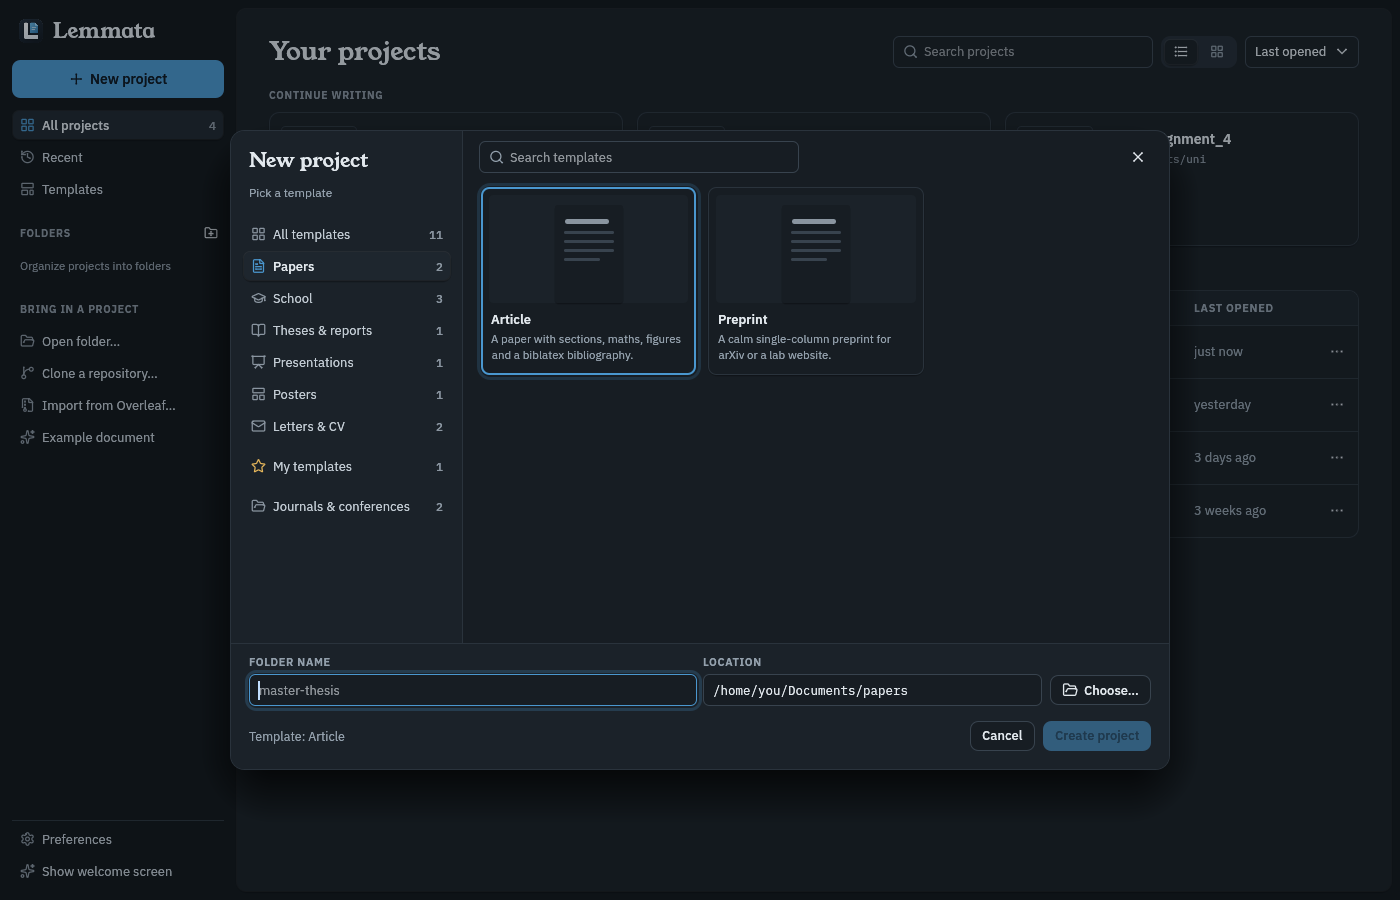 Lemmata
New project
All projects 4
Recent
Templates
FOLDERS
Organize projects into folders
BRING IN A PROJECT
Open folder...
Clone a repository...
Import from Overleaf...
Example document
Preferences
Show welcome screen
Your projects
Search projects
Last opened
CONTINUE WRITING
LAST OPENED
just now
yesterday
3 days ago
3 weeks ago
New project
Pick a template
All templates 11
Papers 2
School 3
Theses & reports 1
Presentations 1
Posters 1
Letters & CV 2
My templates 1
Journals & conferences 2
Search templates
Article
A paper with sections, maths, figures
and a biblatex bibliography.
Preprint
A calm single-column preprint for
arXiv or a lab website.
FOLDER NAME
master-thesis
LOCATION
/home/you/Documents/papers
Choose...
Template: Article
Cancel
Create project